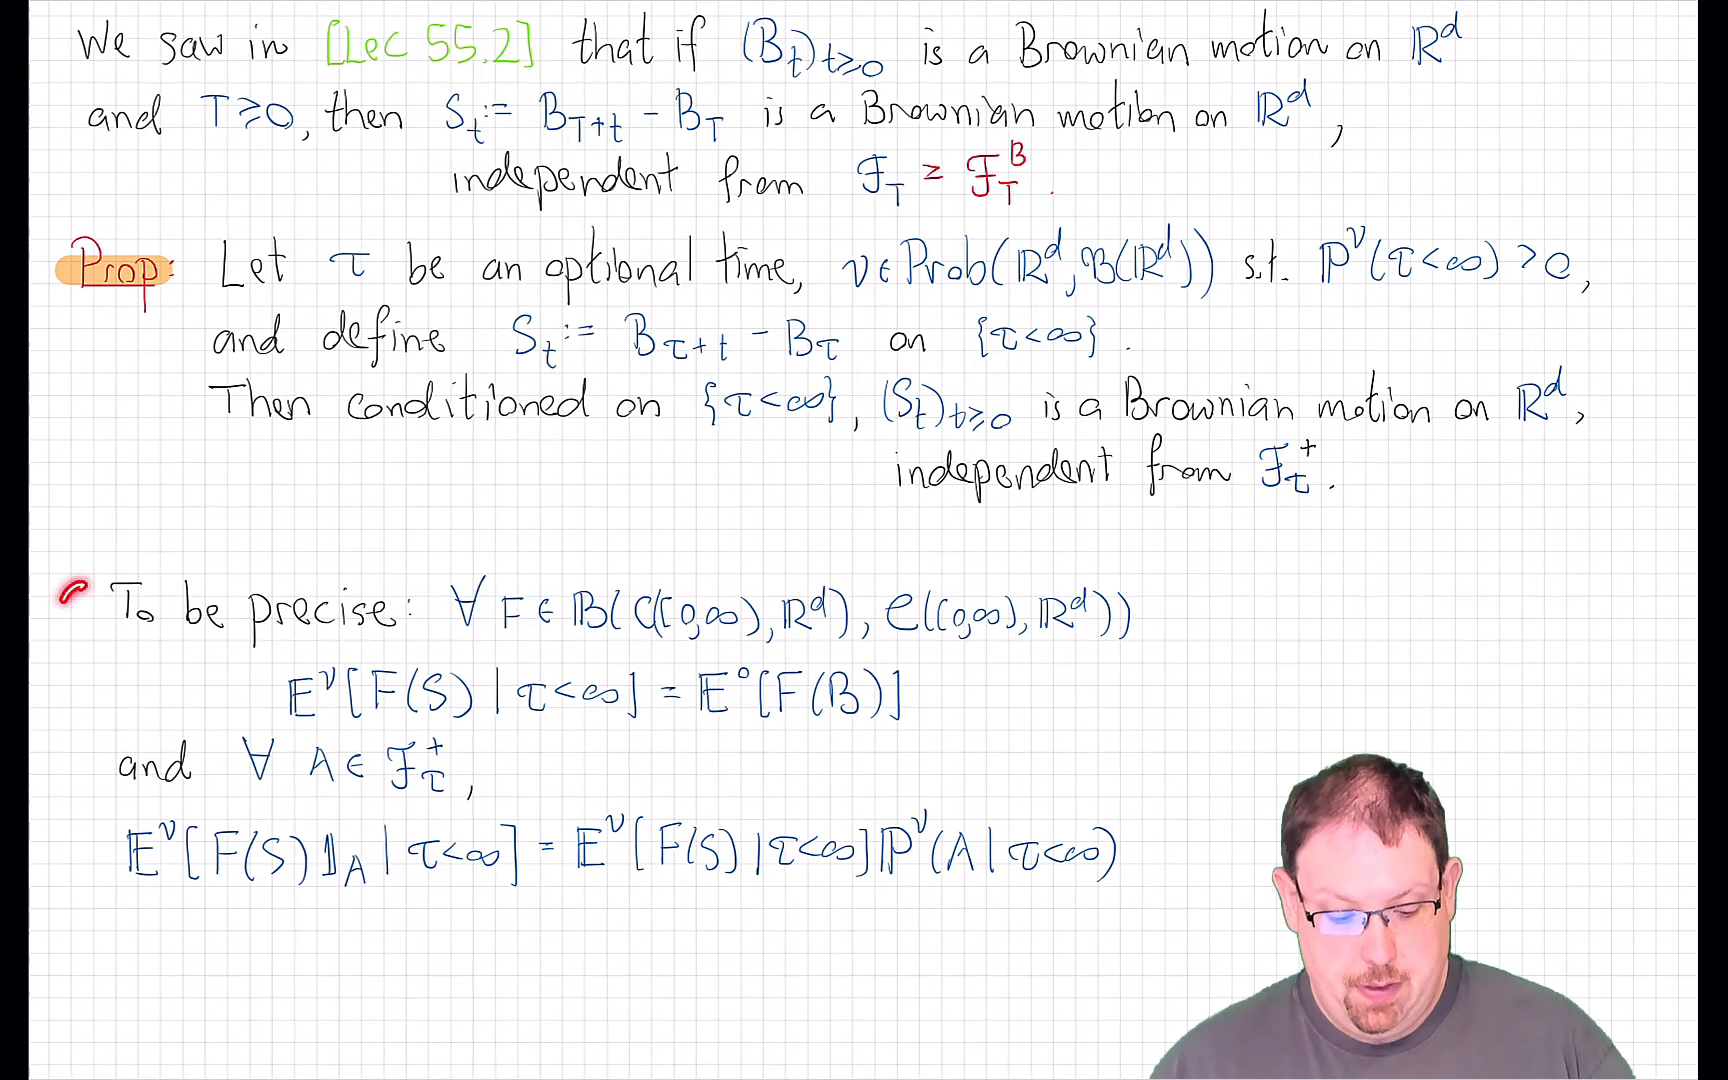 We saw in [Lec 55.2] that if (B_t)_{t≥0} is a Brownian motion on ℝ^d
and T≥0, then S_t := B_{T+t} - B_T is a Brownian motion on ℝ^d,
independent from ℱ_T = ℱ_T^B.
Prop: Let τ be an optional time, ν∈Prob(ℝ^d, ℬ(ℝ^d)) s.t. ℙ^ν(τ<∞) > 0,
and define S_t := B_{τ+t} - B_τ on {τ<∞}.
Then conditioned on {τ<∞}, (S_t)_{t≥0} is a Brownian motion on ℝ^d,
independent from ℱ_τ^+.
To be precise: ∀ F ∈ 𝔹(C([0,∞), ℝ^d), 𝒞([0,∞), ℝ^d))
𝔼^ν[F(S) | τ<∞] = 𝔼^0[F(B)]
and ∀ A ∈ ℱ_τ^+,
𝔼^ν[F(S) 𝟙_A | τ<∞] = 𝔼^ν[F(S) | τ<∞] ℙ^ν(A | τ<∞)